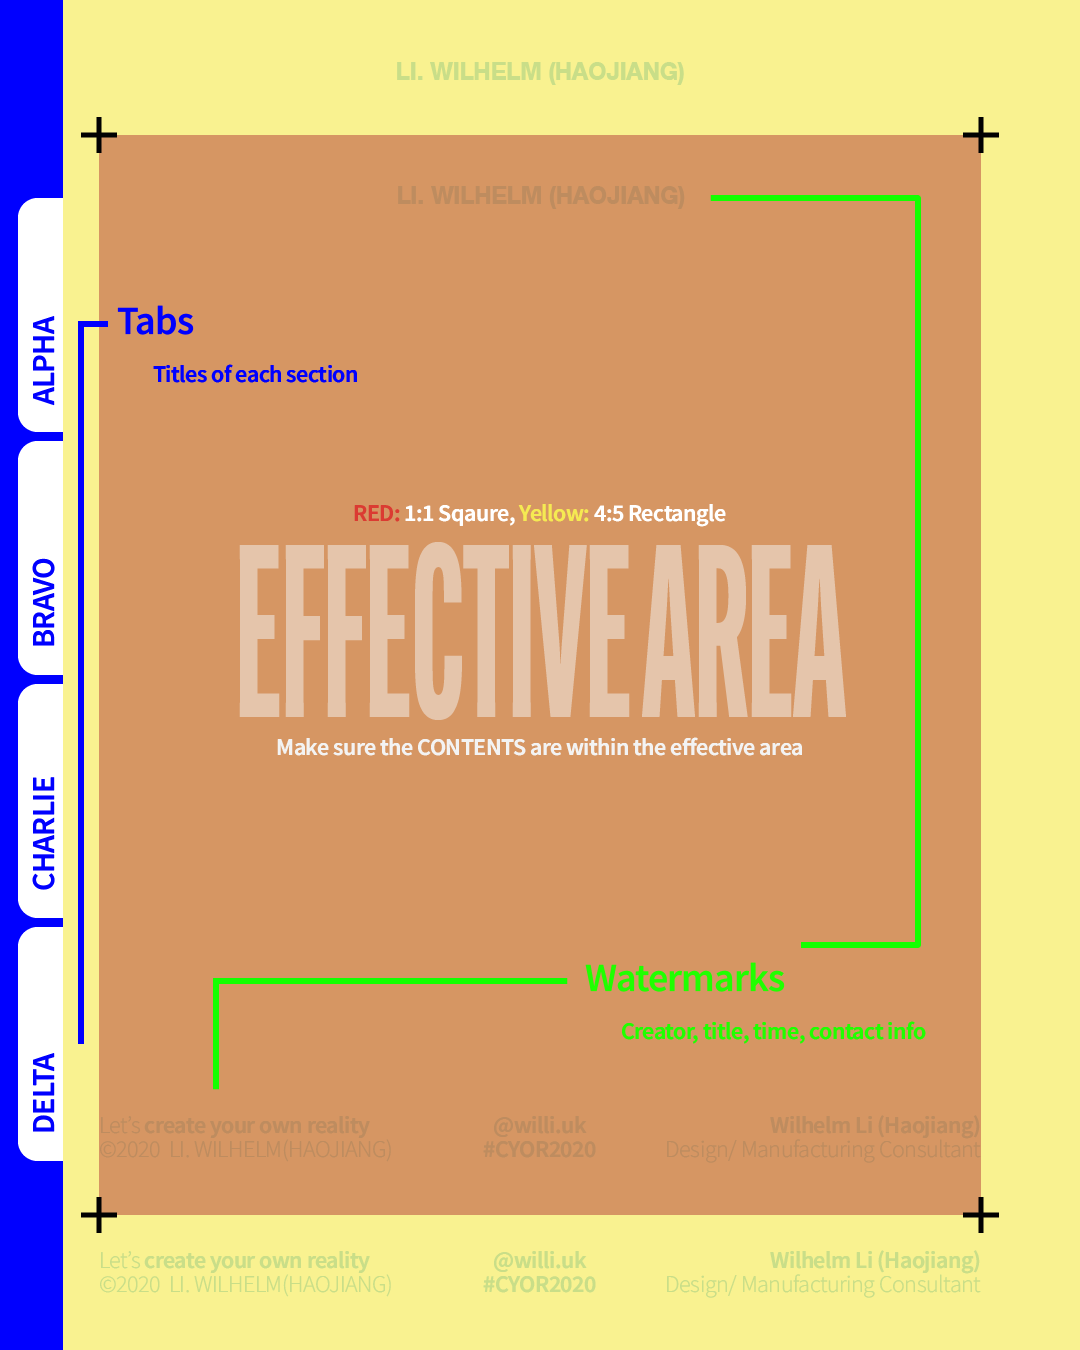 LI. WILHELM (HAOJIANG)
LI. WILHELM (HAOJIANG)
Tabs
Titles of each section
ALPHA
BRAVO
CHARLIE
DELTA
RED: 1:1 Sqaure, Yellow: 4:5 Rectangle
EFFECTIVE AREA
Make sure the CONTENTS are within the effective area
Watermarks
Creator, title, time, contact info
Let's create your own reality
©2020 LI. WILHELM(HAOJIANG)
@willi.uk
#CYOR2020
Wilhelm Li (Haojiang)
Design/ Manufacturing Consultant
Let's create your own reality
©2020 LI. WILHELM(HAOJIANG)
@willi.uk
#CYOR2020
Wilhelm Li (Haojiang)
Design/ Manufacturing Consultant